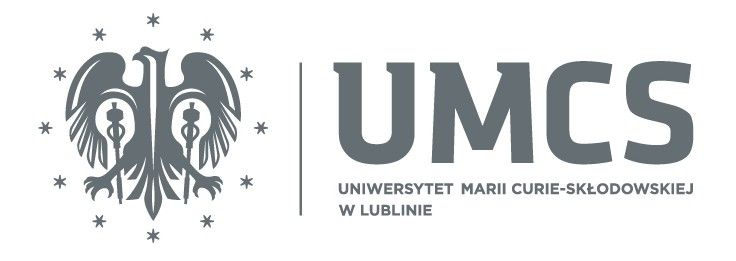 UMCS
UNIWERSYTET MARII CURIE-SKŁODOWSKIEJ
W LUBLINIE